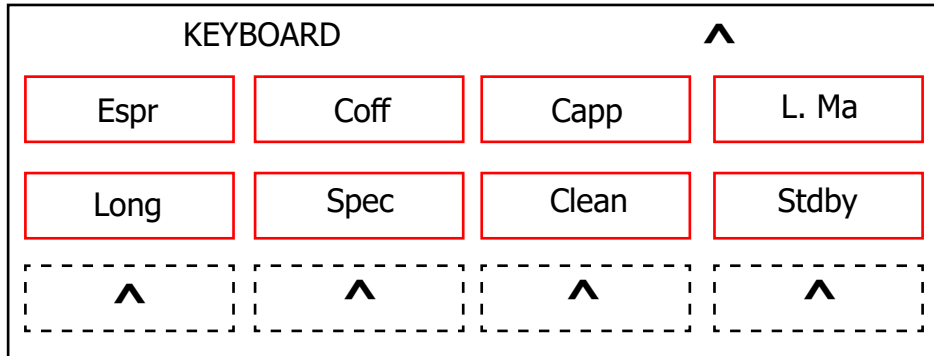 KEYBOARD ^
Espr Coff Capp L. Ma
Long Spec Clean Stdby
^ ^ ^ ^